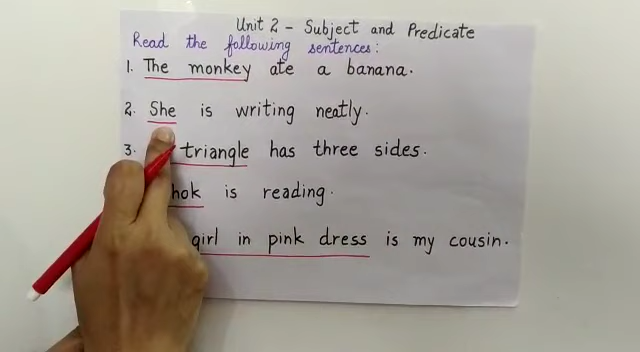 Unit 2 - Subject and Predicate
Read the following sentences :
1. The monkey ate a banana.
2. She is writing neatly.
3. triangle has three sides.
is reading.
girl in pink dress is my cousin.